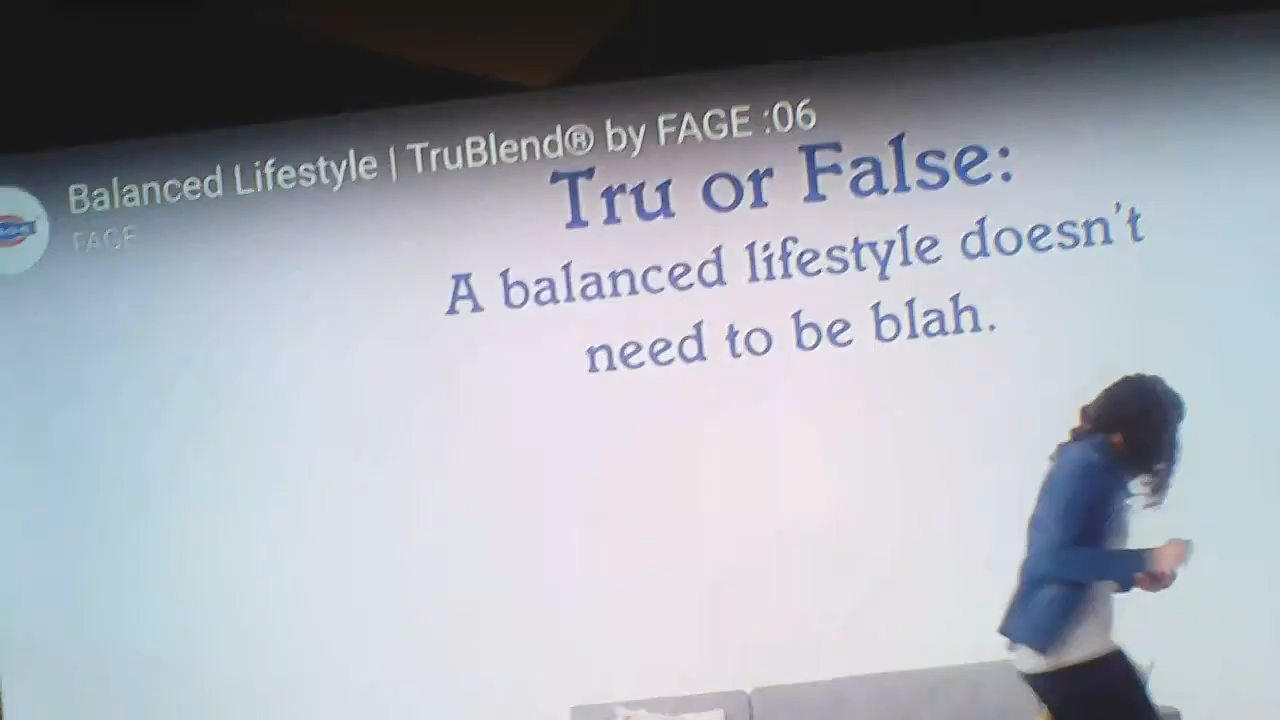 Balanced Lifestyle | TruBlend® by FAGE :06
FAGE
Tru or False:
A balanced lifestyle doesn't
need to be blah.